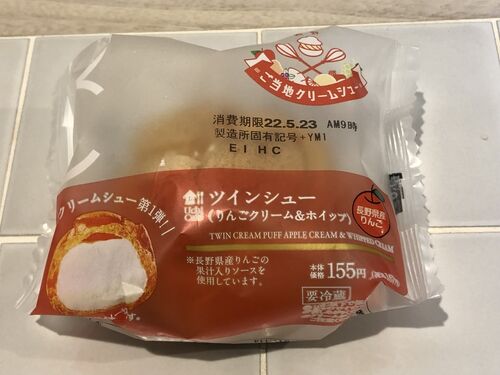 ご当地クリームシュー
消費期限22.5.23 AM9時
製造所固有記号→YM1
EIHC
クリームシュー第1弾!
Uchi Café
ツインシュー
(りんごクリーム&ホイップ)
長野県産
りんご
TWIN CREAM PUFF APPLE CREAM & WHIPPED CREAM
※長野県産りんごの
果汁入りソースを
使用しています。
本体
価格 155円
要冷蔵